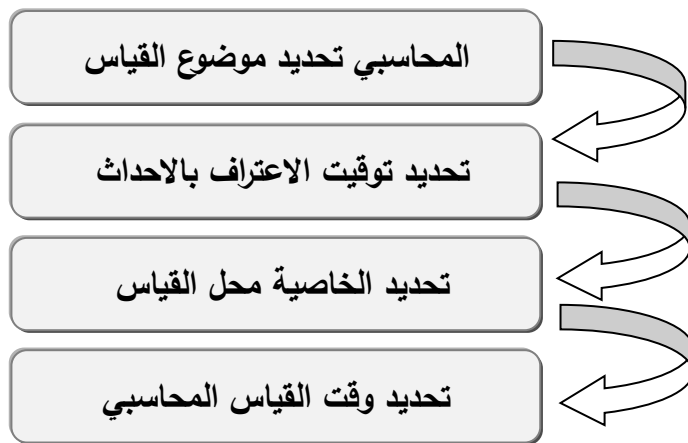 المحاسبي تحديد موضوع القياس
تحديد توقيت الاعتراف بالاحداث
تحديد الخاصية محل القياس
تحديد وقت القياس المحاسبي